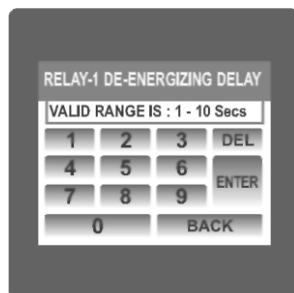 RELAY-1 DE-ENERGIZING DELAY
VALID RANGE IS : 1 - 10 Secs
1 2 3 DEL
4 5 6
ENTER
7 8 9
0 BACK